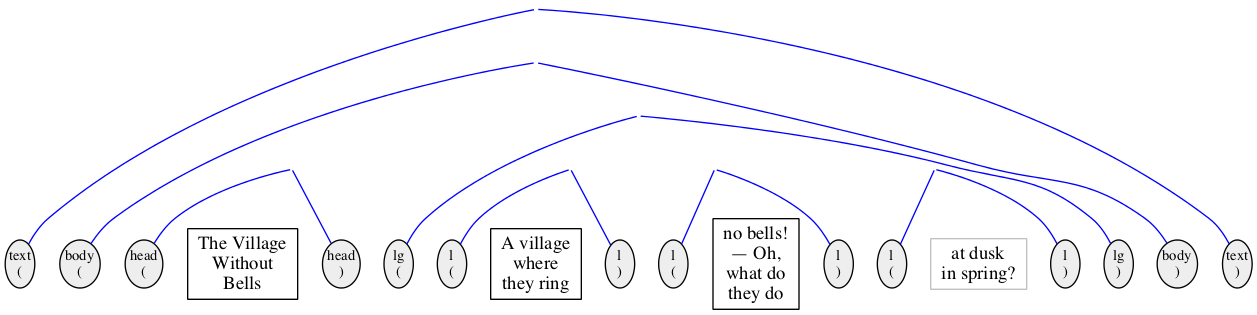 text
(
body
(
head
(
The Village
Without
Bells
head
)
lg
(
l
(
A village
where
they ring
l
)
l
(
no bells!
— Oh,
what do
they do
l
)
l
(
at dusk
in spring?
l
)
lg
)
body
)
text
)